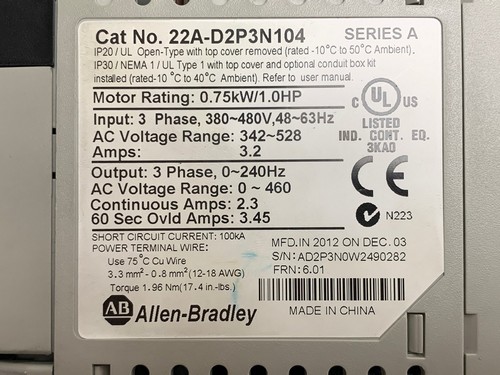 Cat No. 22A-D2P3N104 SERIES A
IP20 / UL Open-Type with top cover removed (rated -10°C to 50°C Ambient).
IP30 / NEMA 1 / UL Type 1 with top cover and optional conduit box kit
installed (rated-10 °C to 40°C Ambient). Refer to user manual.
Motor Rating: 0.75kW/1.0HP
Input: 3 Phase, 380~480V,48~63Hz
AC Voltage Range: 342~528
Amps: 3.2
Output: 3 Phase, 0~240Hz
AC Voltage Range: 0 ~ 460
Continuous Amps: 2.3
60 Sec Ovld Amps: 3.45
C UL US
LISTED
IND. CONT. EQ.
3KA0
CE
N223
SHORT CIRCUIT CURRENT: 100kA
POWER TERMINAL WIRE:
Use 75°C Cu Wire
3.3 mm² - 0.8 mm² (12-18 AWG)
Torque 1.96 Nm(17.4 in.-lbs.)
MFD.IN 2012 ON DEC. 03
S/N: AD2P3N0W2490282
FRN: 6.01
AB Allen-Bradley
MADE IN CHINA